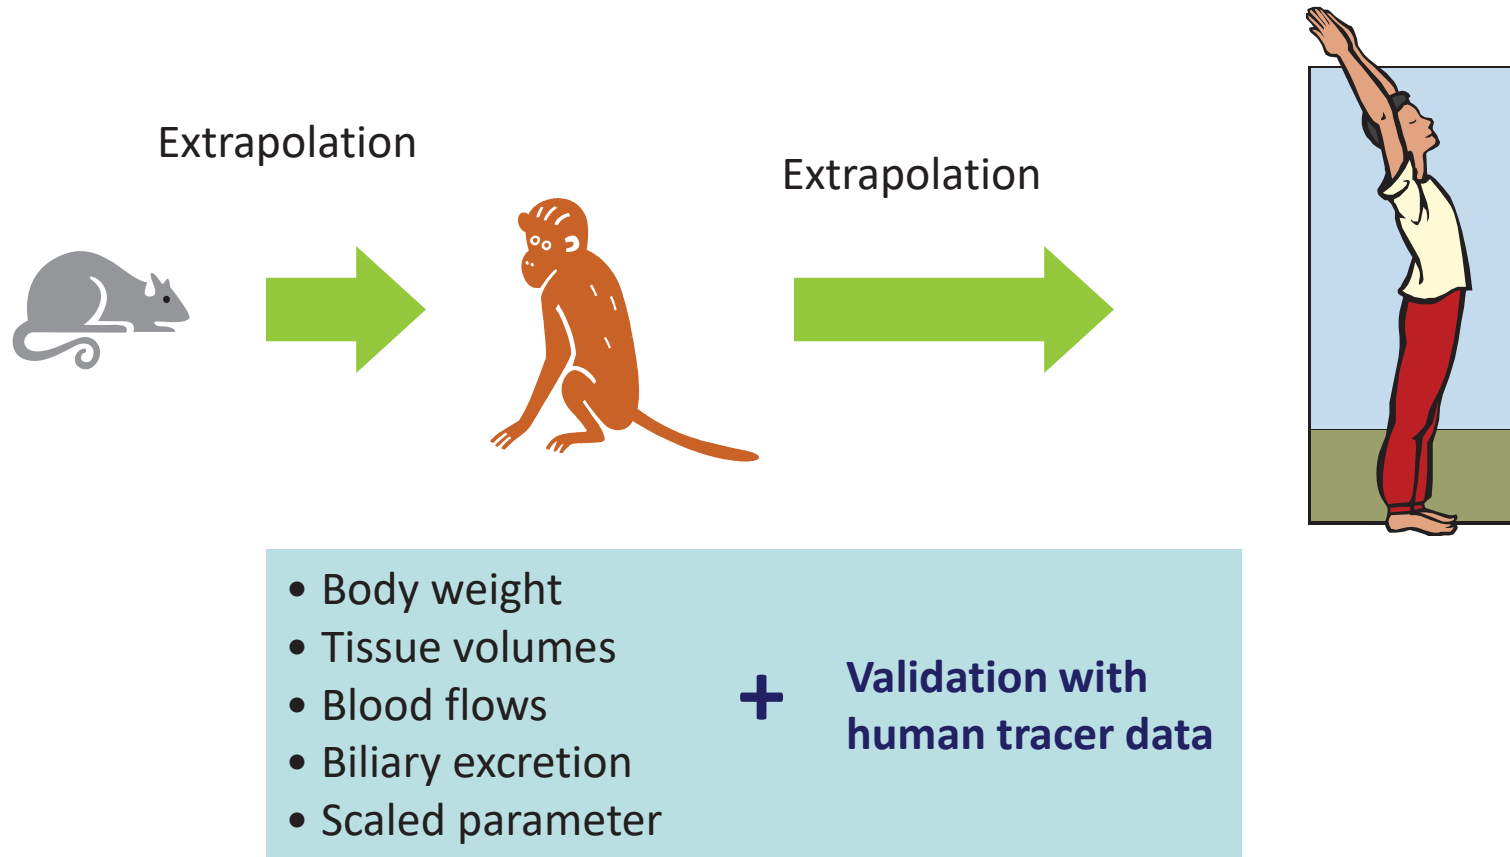 Extrapolation
Extrapolation
• Body weight
• Tissue volumes
• Blood flows
• Biliary excretion
• Scaled parameter
+
Validation with
human tracer data